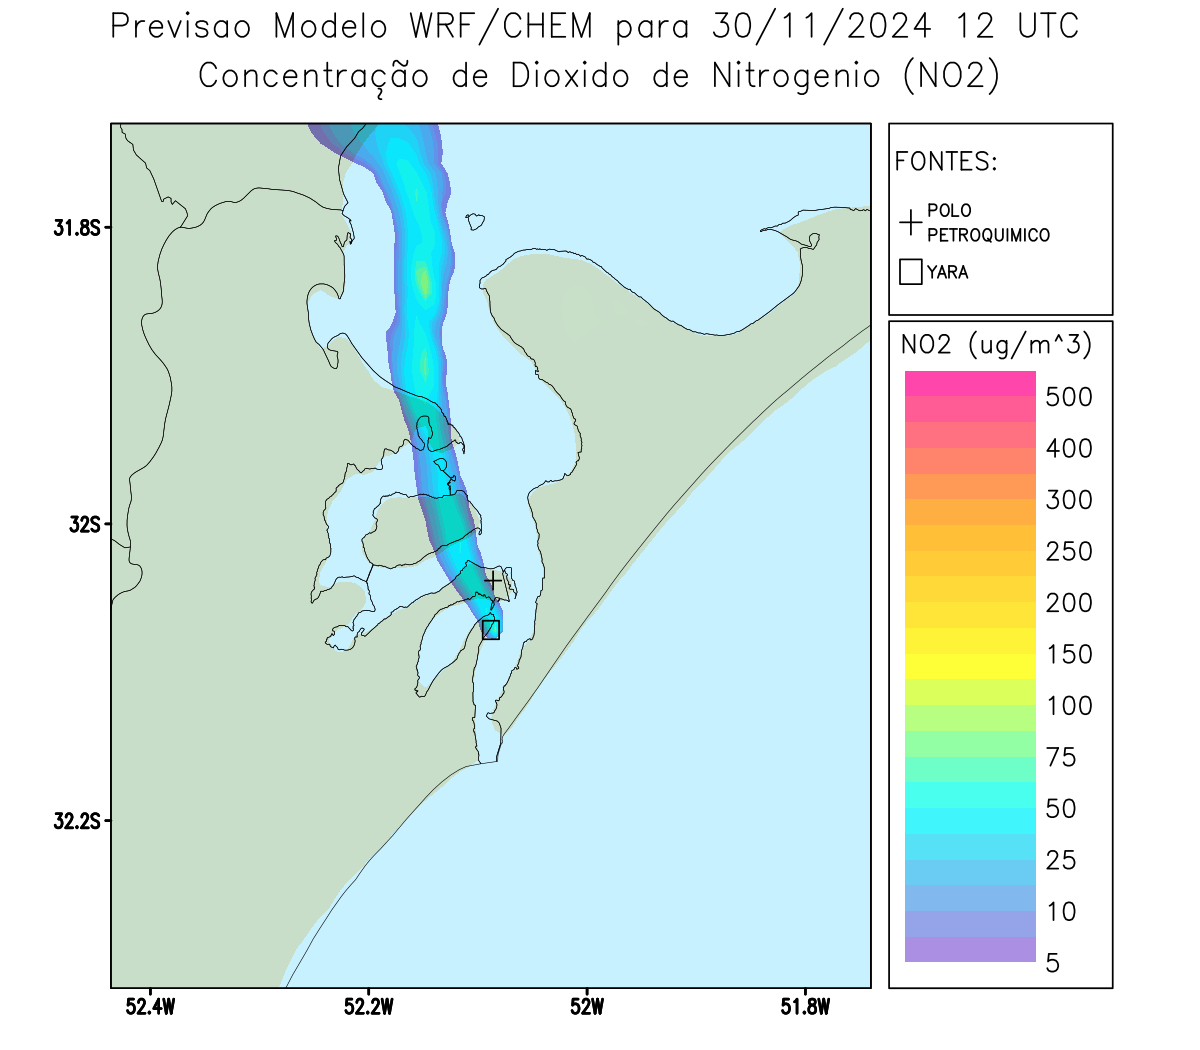 Previsao Modelo WRF/CHEM para 30/11/2024 12 UTC
Concentração de Dioxido de Nitrogenio (NO2)
FONTES:
POLO
PETROQUIMICO
YARA
NO2 (ug/m^3)
500
400
300
250
200
150
100
75
50
25
10
5
31.8S
32S
32.2S
52.4W
52.2W
52W
51.8W